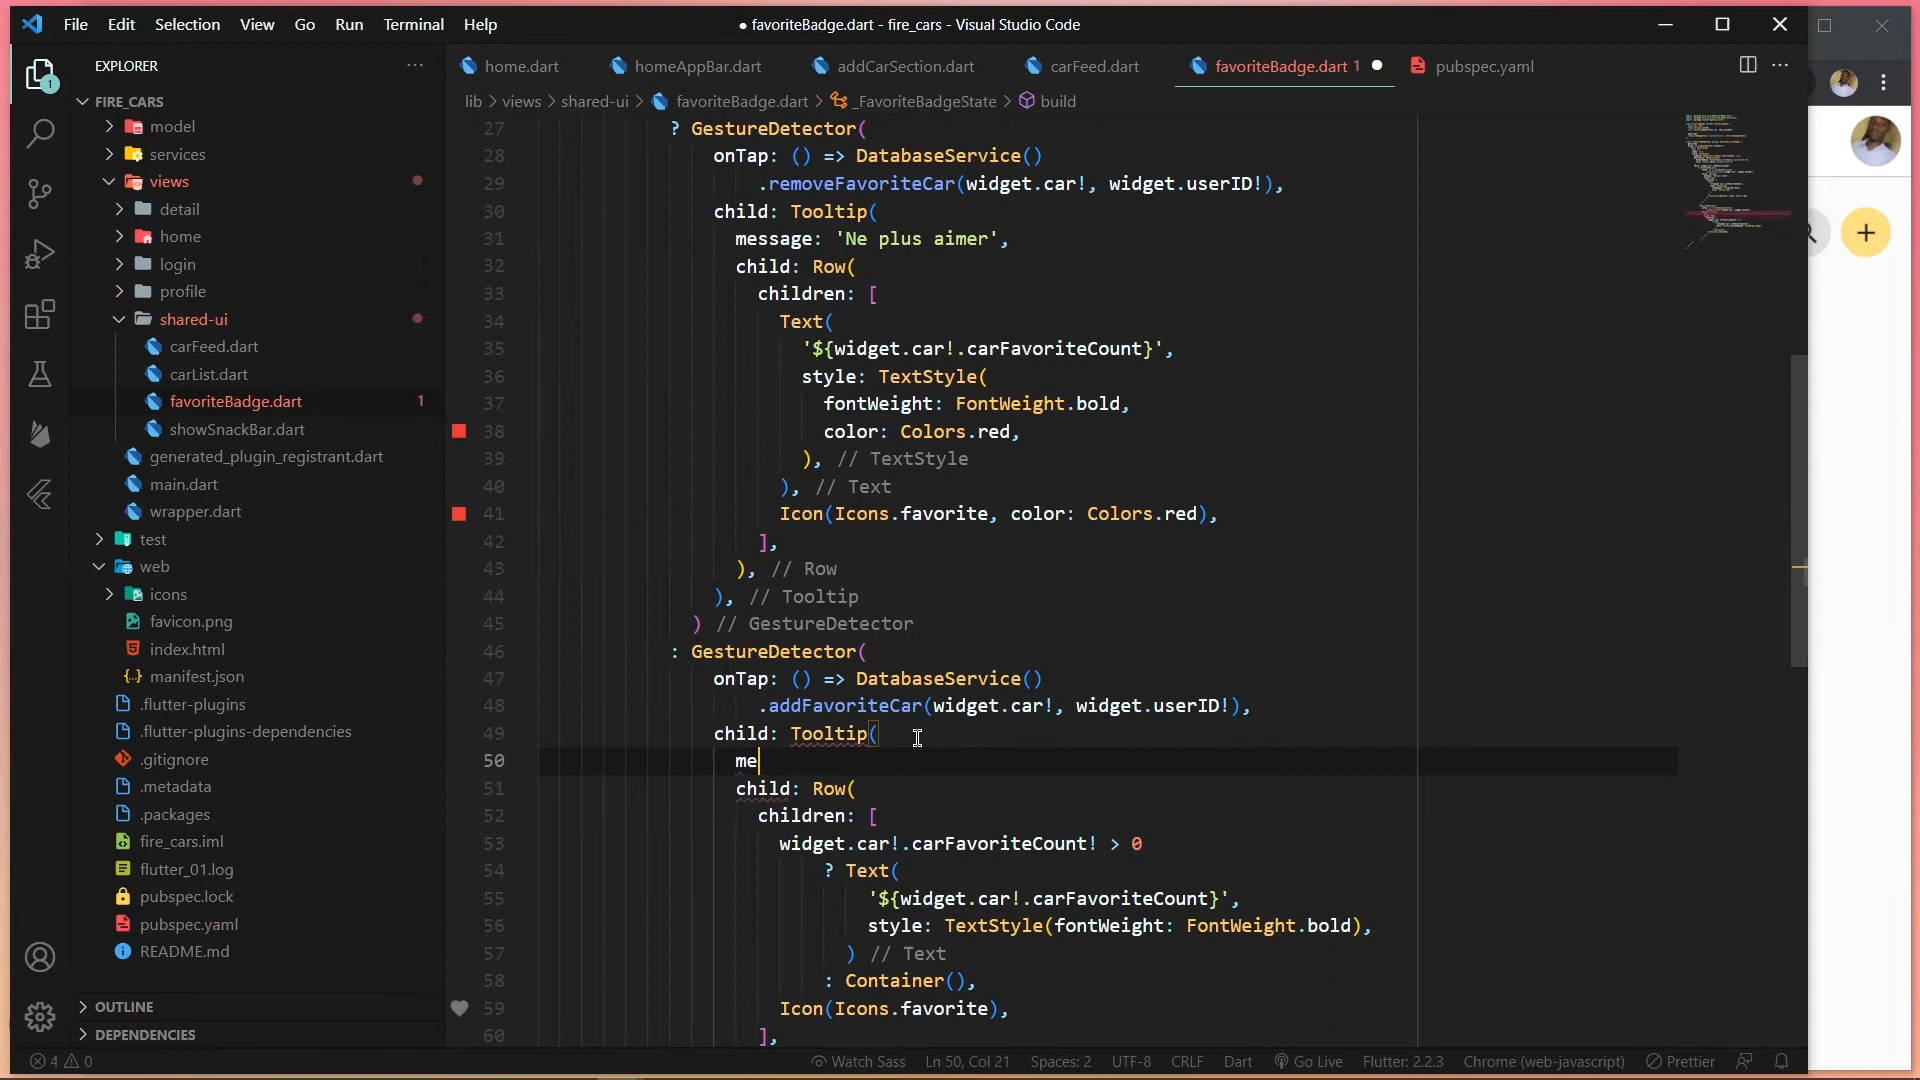 File Edit Selection View Go Run Terminal Help
● favoriteBadge.dart - fire_cars - Visual Studio Code
EXPLORER
FIRE_CARS
model
services
views
detail
home
login
profile
shared-ui
carFeed.dart
carList.dart
favoriteBadge.dart 1
showSnackBar.dart
generated_plugin_registrant.dart
main.dart
wrapper.dart
test
web
icons
favicon.png
index.html
manifest.json
.flutter-plugins
.flutter-plugins-dependencies
.gitignore
.metadata
.packages
fire_cars.iml
flutter_01.log
pubspec.lock
pubspec.yaml
README.md
OUTLINE
DEPENDENCIES
home.dart homeAppBar.dart addCarSection.dart carFeed.dart favoriteBadge.dart 1 ● pubspec.yaml
lib > views > shared-ui > favoriteBadge.dart > _FavoriteBadgeState > build
27 ? GestureDetector(
28 onTap: () => DatabaseService()
29 .removeFavoriteCar(widget.car!, widget.userID!),
30 child: Tooltip(
31 message: 'Ne plus aimer',
32 child: Row(
33 children: [
34 Text(
35 '${widget.car!.carFavoriteCount}',
36 style: TextStyle(
37 fontWeight: FontWeight.bold,
38 color: Colors.red,
39 ), // TextStyle
40 ), // Text
41 Icon(Icons.favorite, color: Colors.red),
42 ],
43 ), // Row
44 ), // Tooltip
45 ) // GestureDetector
46 : GestureDetector(
47 onTap: () => DatabaseService()
48 .addFavoriteCar(widget.car!, widget.userID!),
49 child: Tooltip(
50 me
51 child: Row(
52 children: [
53 widget.car!.carFavoriteCount! > 0
54 ? Text(
55 '${widget.car!.carFavoriteCount}',
56 style: TextStyle(fontWeight: FontWeight.bold),
57 ) // Text
58 : Container(),
59 Icon(Icons.favorite),
60 ],
4 0 Watch Sass Ln 50, Col 21 Spaces: 2 UTF-8 CRLF Dart Go Live Flutter: 2.2.3 Chrome (web-javascript) Prettier